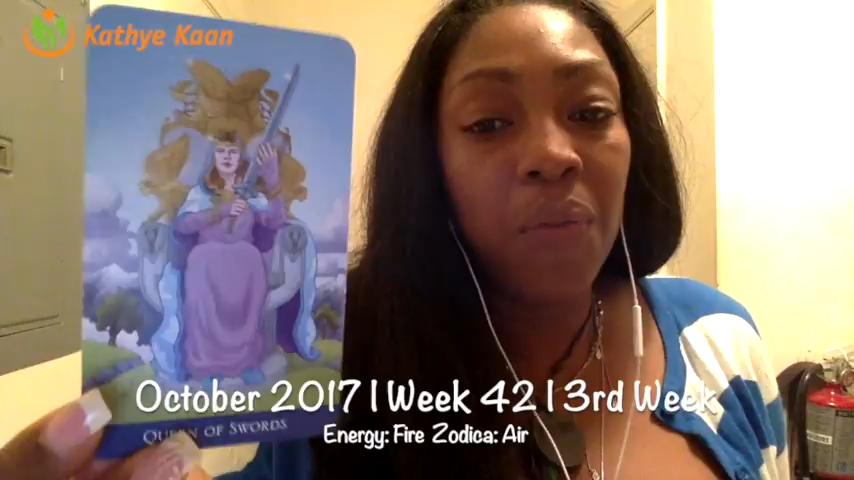 Kathye Kaan
October 2017 | Week 42 | 3rd Week
QUEEN OF SWORDS
Energy: Fire Zodica: Air